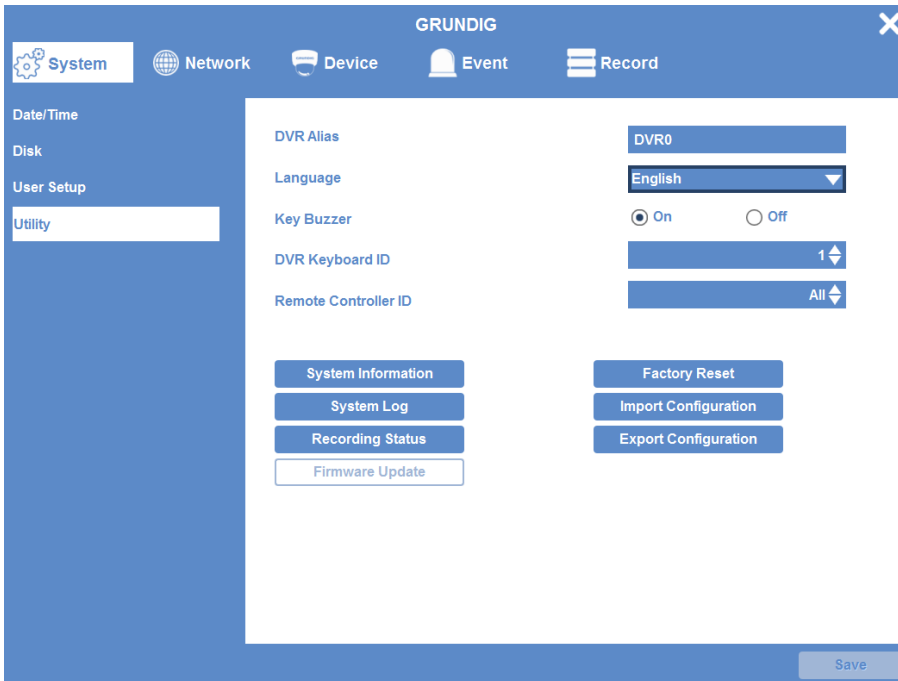 GRUNDIG
System
Network
Device
Event
Record
Date/Time
Disk
User Setup
Utility
DVR Alias
DVR0
Language
English
Key Buzzer
On
Off
DVR Keyboard ID
1
Remote Controller ID
All
System Information
Factory Reset
System Log
Import Configuration
Recording Status
Export Configuration
Firmware Update
Save